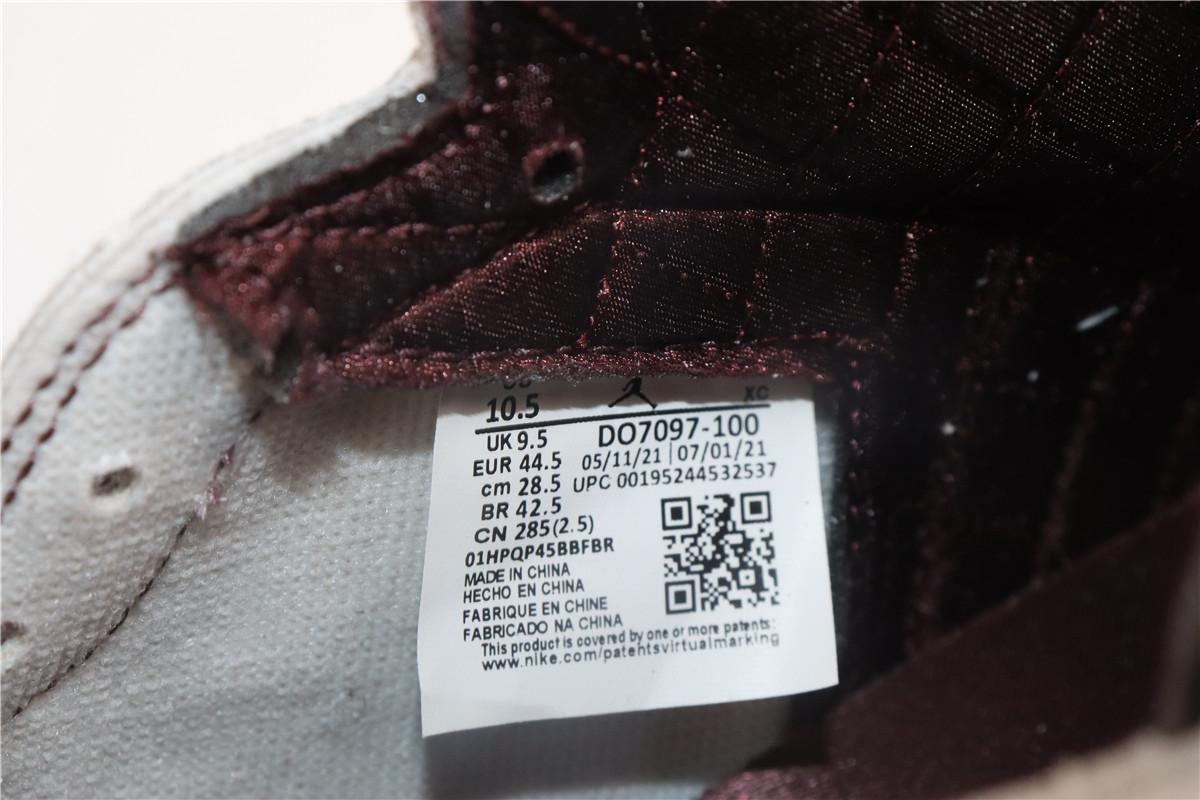 10.5 XC
UK 9.5 DO7097-100
EUR 44.5 05/11/21 | 07/01/21
cm 28.5 UPC 00195244532537
BR 42.5
CN 285(2.5)
01HPQP45BBFBR
MADE IN CHINA
HECHO EN CHINA
FABRIQUE EN CHINE
FABRICADO NA CHINA
This product is covered by one or more patents:
www.nike.com/patentsvirtualmarking